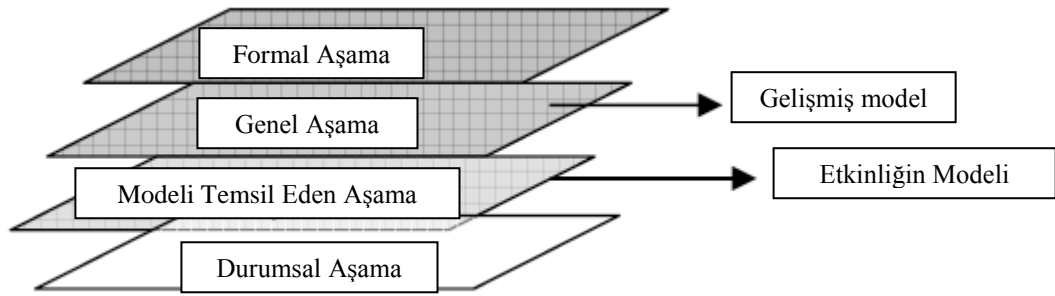 Formal Aşama
Genel Aşama
Gelişmiş model
Modeli Temsil Eden Aşama
Etkinliğin Modeli
Durumsal Aşama